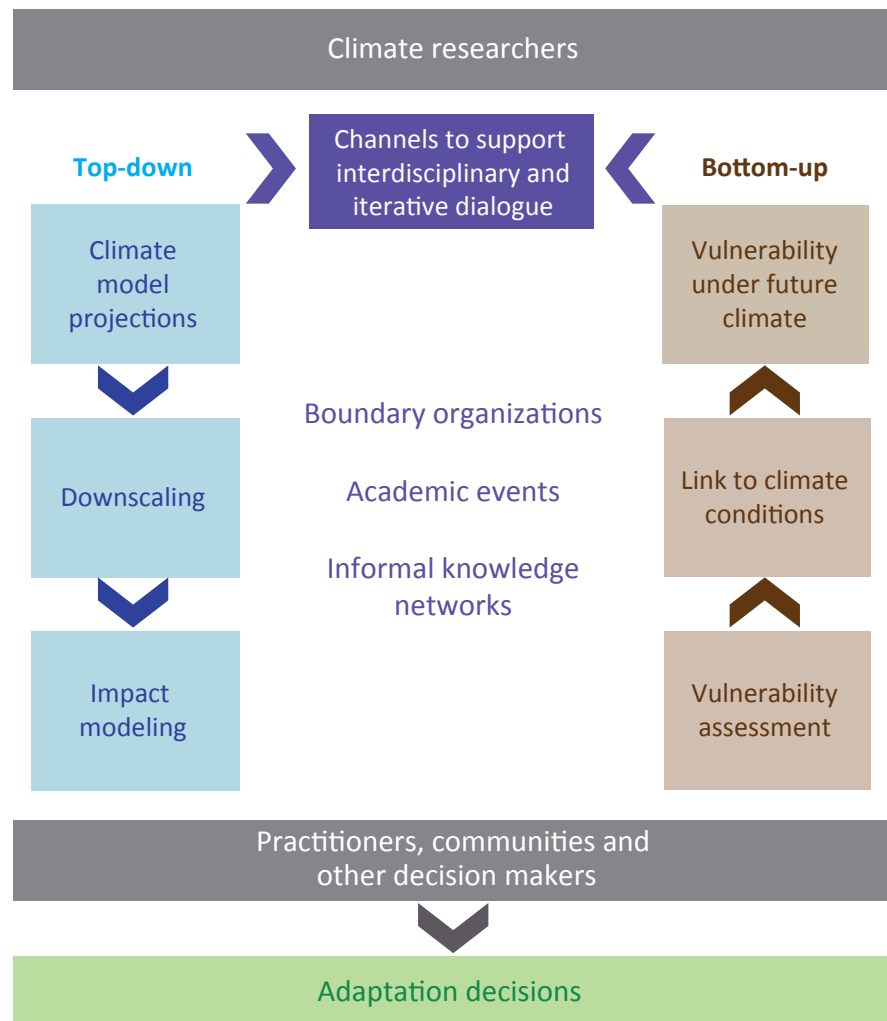 Climate researchers
Top-down
Channels to support
interdisciplinary and
iterative dialogue
Bottom-up
Climate
model
projections
Downscaling
Impact
modeling
Boundary organizations
Academic events
Informal knowledge
networks
Vulnerability
under future
climate
Link to climate
conditions
Vulnerability
assessment
Practitioners, communities and
other decision makers
Adaptation decisions